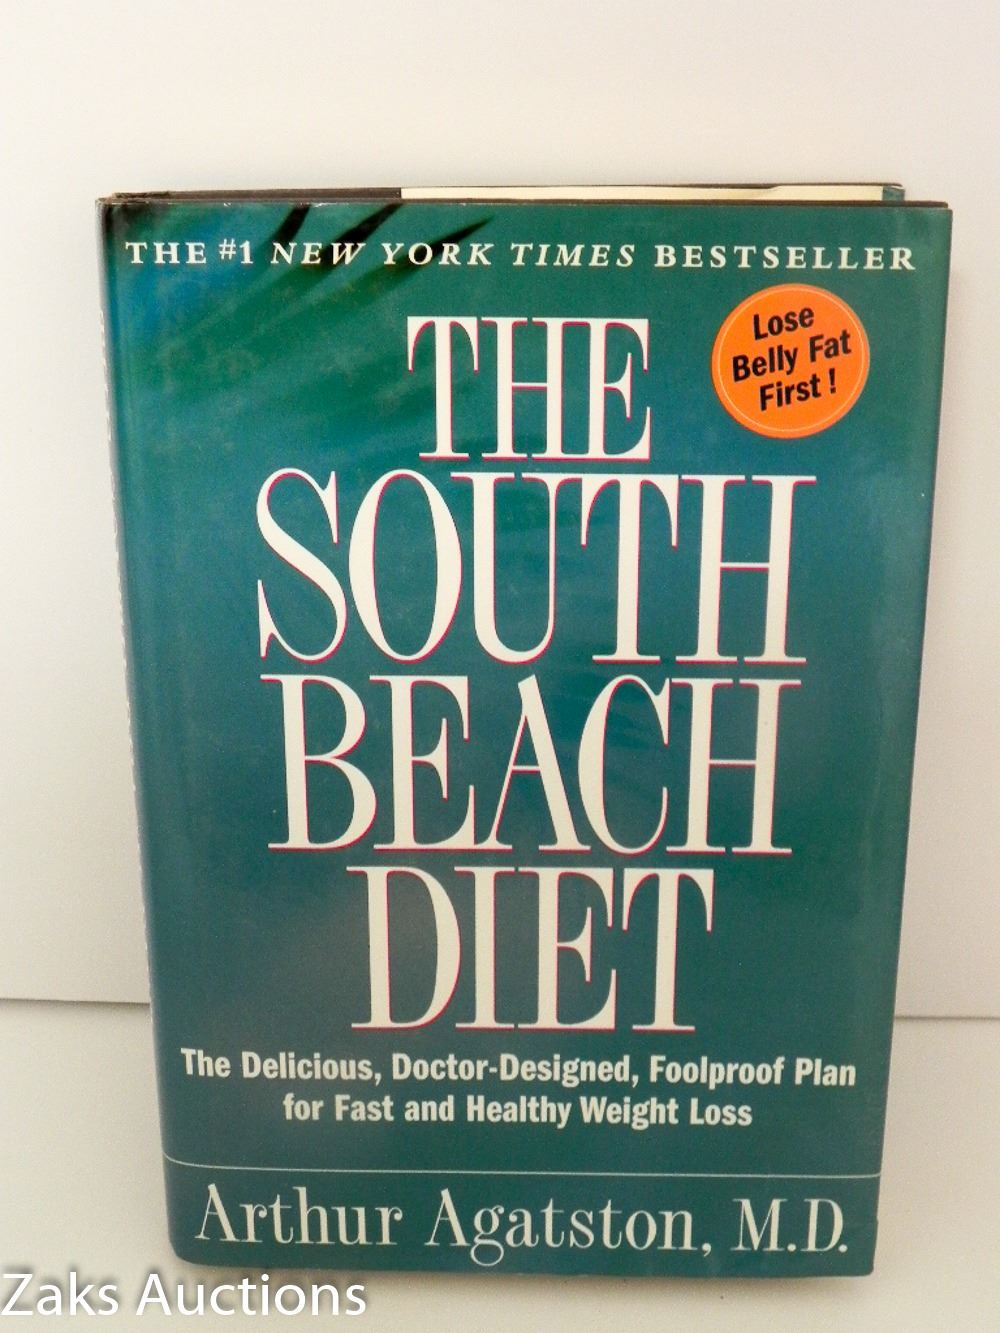 THE #1 NEW YORK TIMES BESTSELLER
Lose
Belly Fat
First!
THE
SOUTH
BEACH
DIET
The Delicious, Doctor-Designed, Foolproof Plan
for Fast and Healthy Weight Loss
Arthur Agatston, M.D.
Zaks Auctions